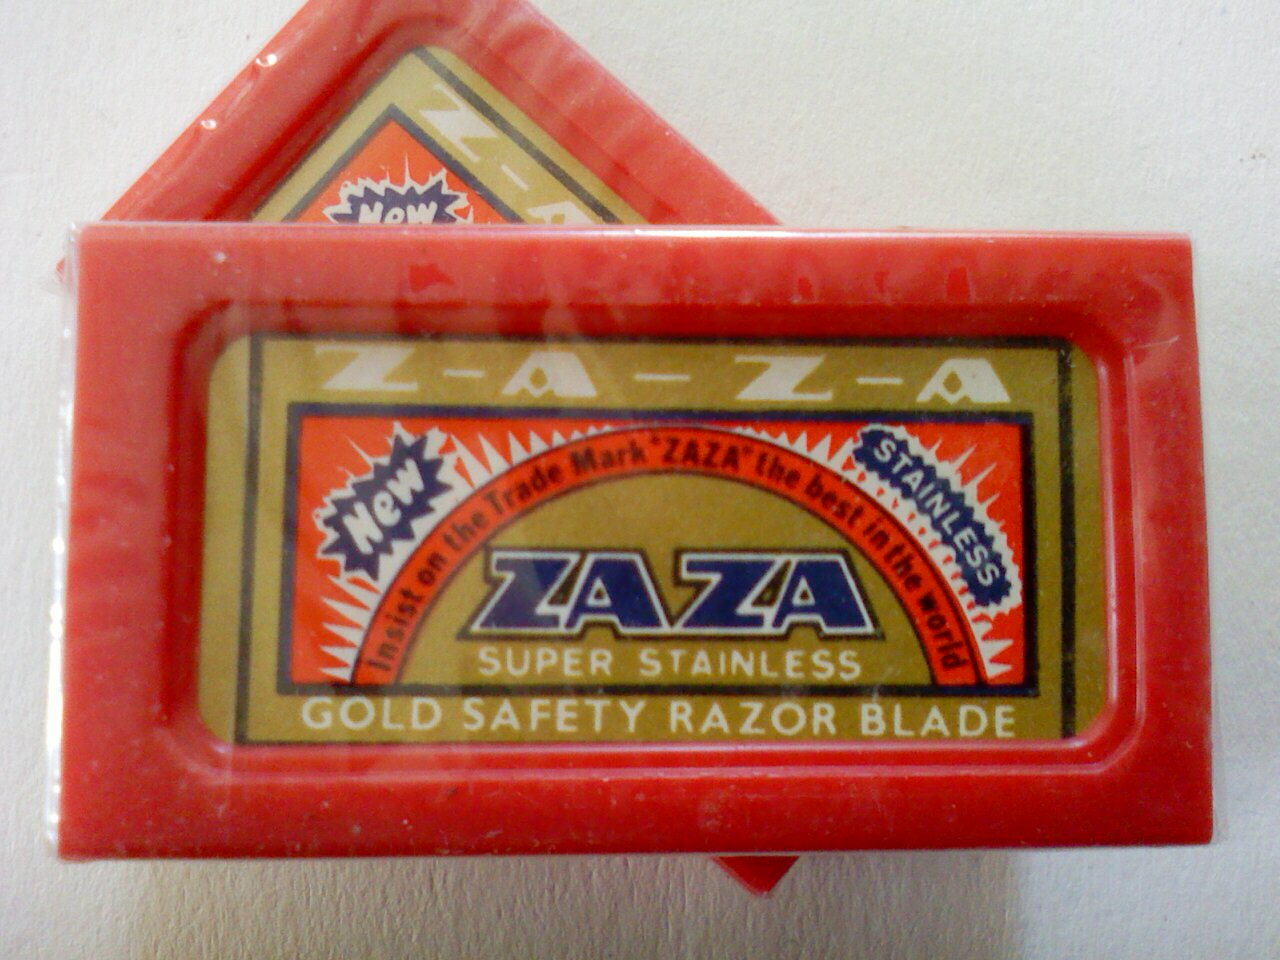 Z - A
New
Z - A - Z - A
New
STAINLESS
Insist on the Trade Mark "ZAZA" the best in the world
ZAZA
SUPER STAINLESS
GOLD SAFETY RAZOR BLADE